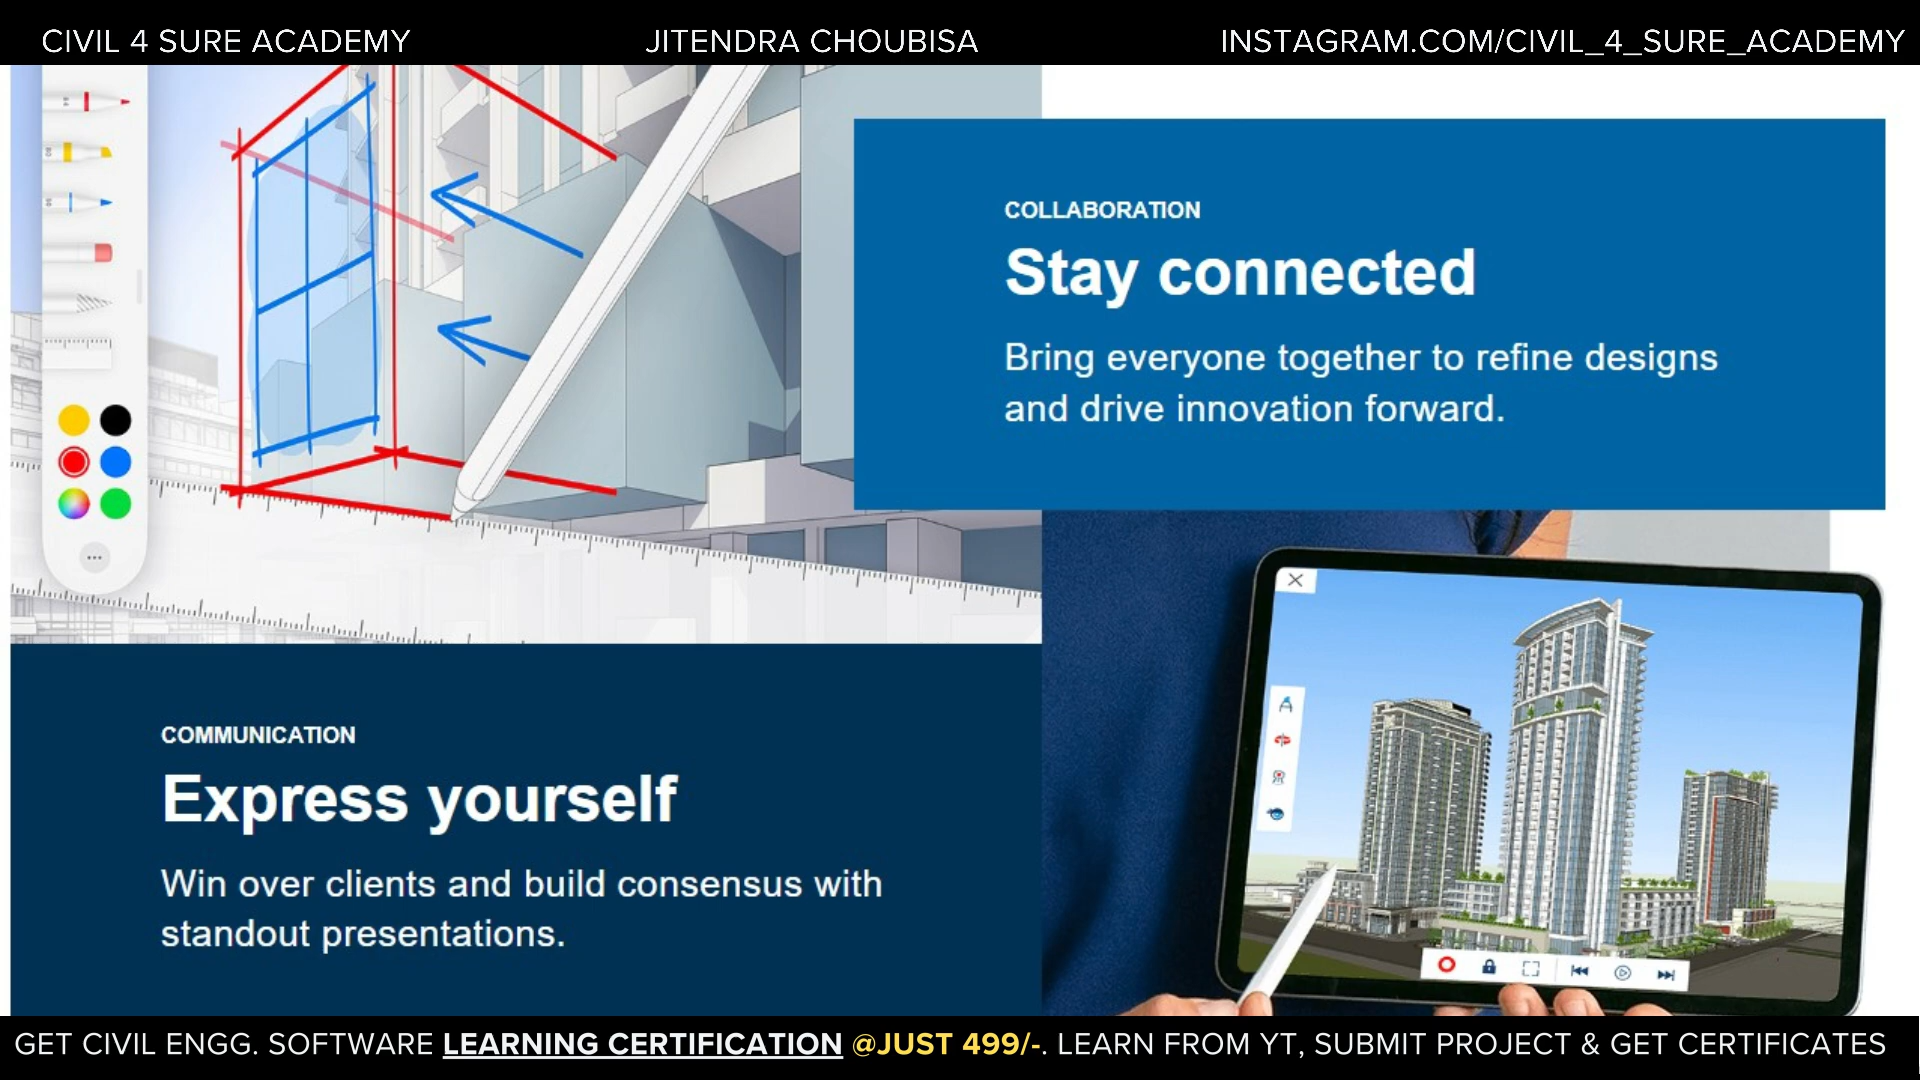 CIVIL 4 SURE ACADEMY
JITENDRA CHOUBISA
INSTAGRAM.COM/CIVIL_4_SURE_ACADEMY
COLLABORATION
Stay connected
Bring everyone together to refine designs
and drive innovation forward.
COMMUNICATION
Express yourself
Win over clients and build consensus with
standout presentations.
GET CIVIL ENGG. SOFTWARE LEARNING CERTIFICATION @JUST 499/-. LEARN FROM YT, SUBMIT PROJECT & GET CERTIFICATES